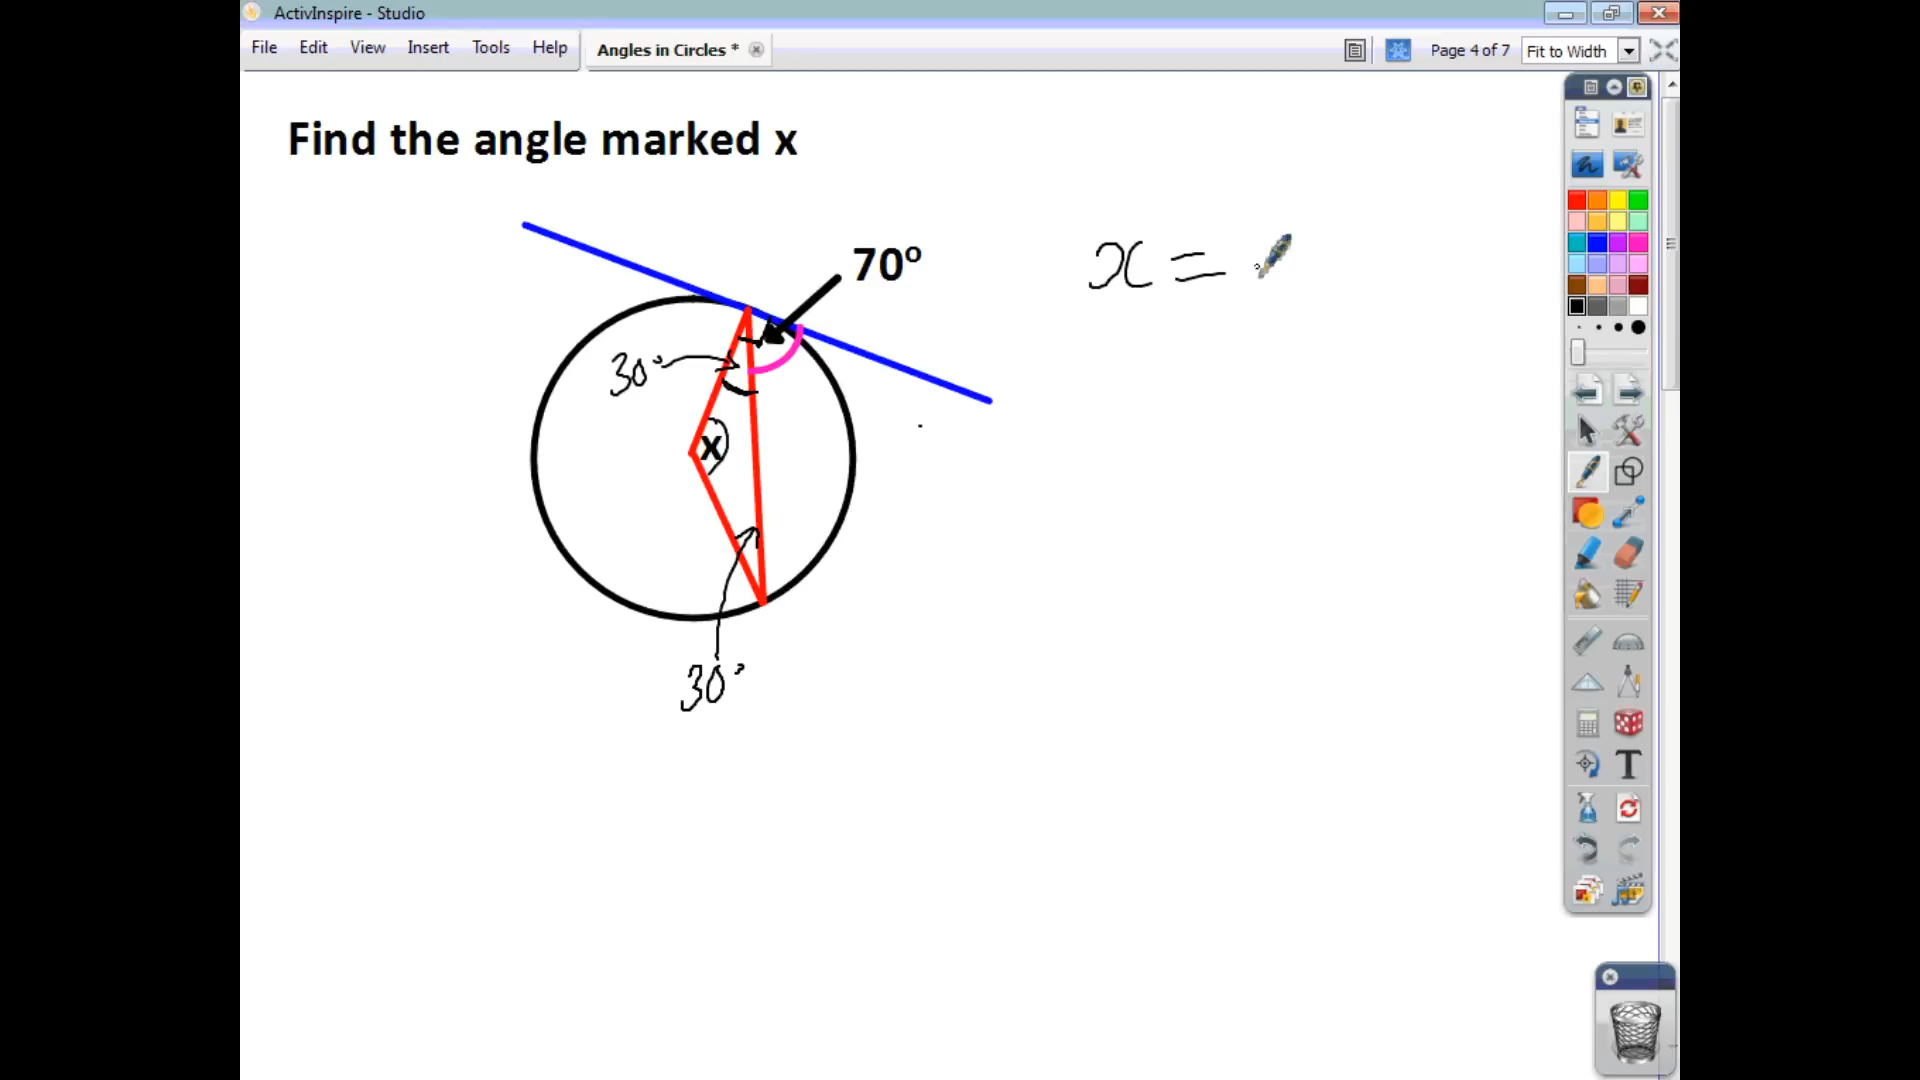 ActivInspire - Studio
File Edit View Insert Tools Help Angles in Circles * Page 4 of 7 Fit to Width
Find the angle marked x
70º
30°
x
30°
x =
T